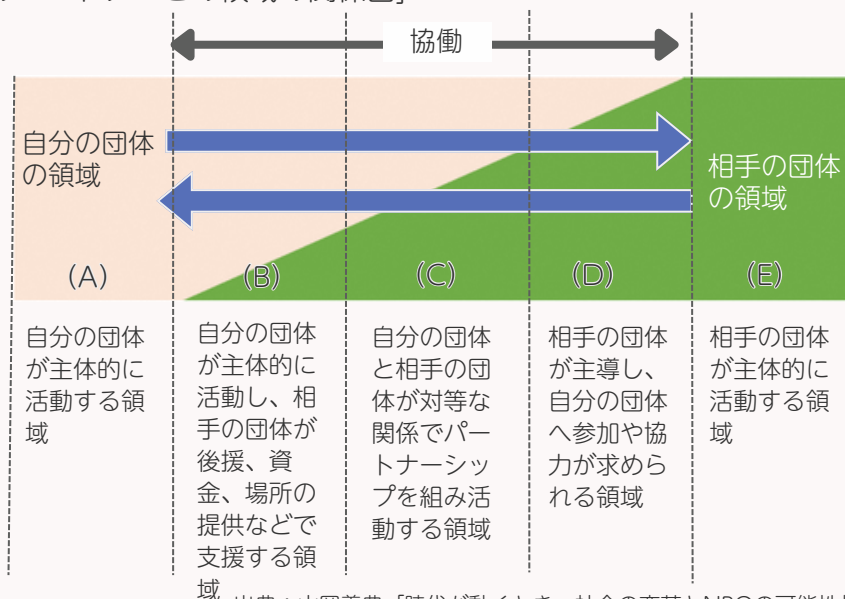 協働
自分の団体
の領域
相手の団体
の領域
(A)
(B)
(C)
(D)
(E)
自分の団体
が主体的に
活動する領
域
自分の団体
が主体的に
活動し、相
手の団体が
後援、資
金、場所の
提供などで
支援する領
域
自分の団体
と相手の団
体が対等な
関係でパー
トナーシッ
プを組み活
動する領域
相手の団体
が主導し、
自分の団体
へ参加や協
力が求めら
れる領域
相手の団体
が主体的に
活動する領
域